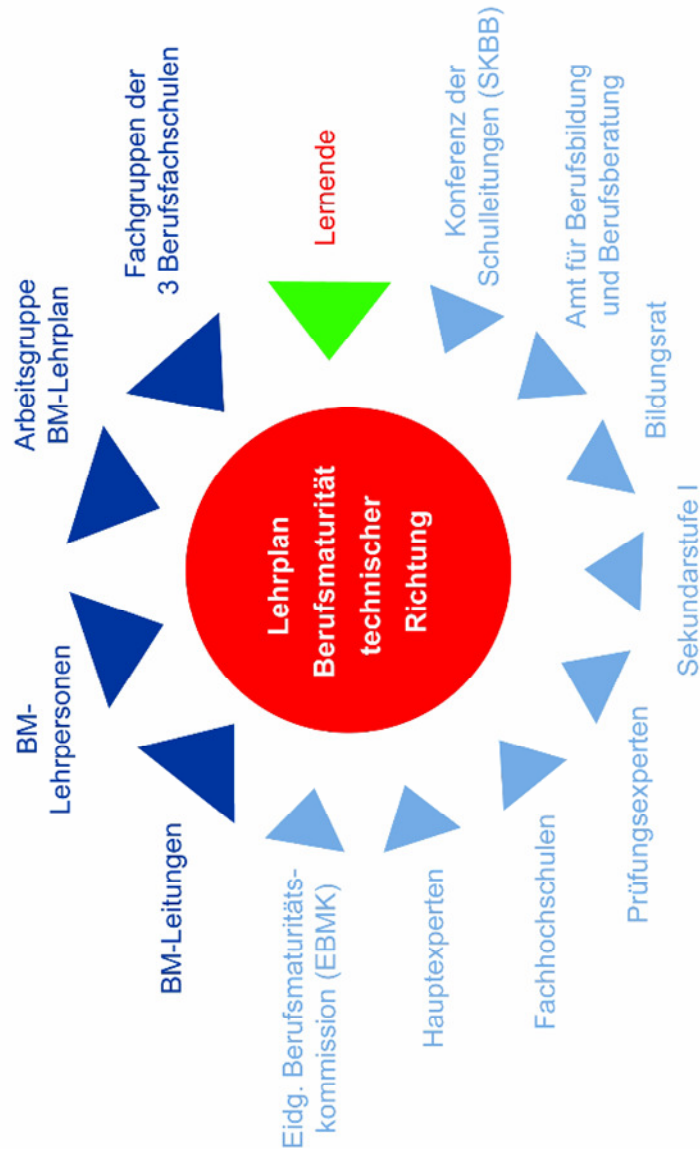 Lehrplan
Berufsmaturität
technischer
Richtung
Arbeitsgruppe
BM-Lehrplan
Fachgruppen der
3 Berufsfachschulen
Lernende
Konferenz der
Schulleitungen (SKBB)
Amt für Berufsbildung
und Berufsberatung
Bildungsrat
Sekundarstufe I
Prüfungsexperten
Fachhochschulen
Hauptexperten
Eidg. Berufsmaturitäts-
kommission (EBMK)
BM-Leitungen
BM-
Lehrpersonen